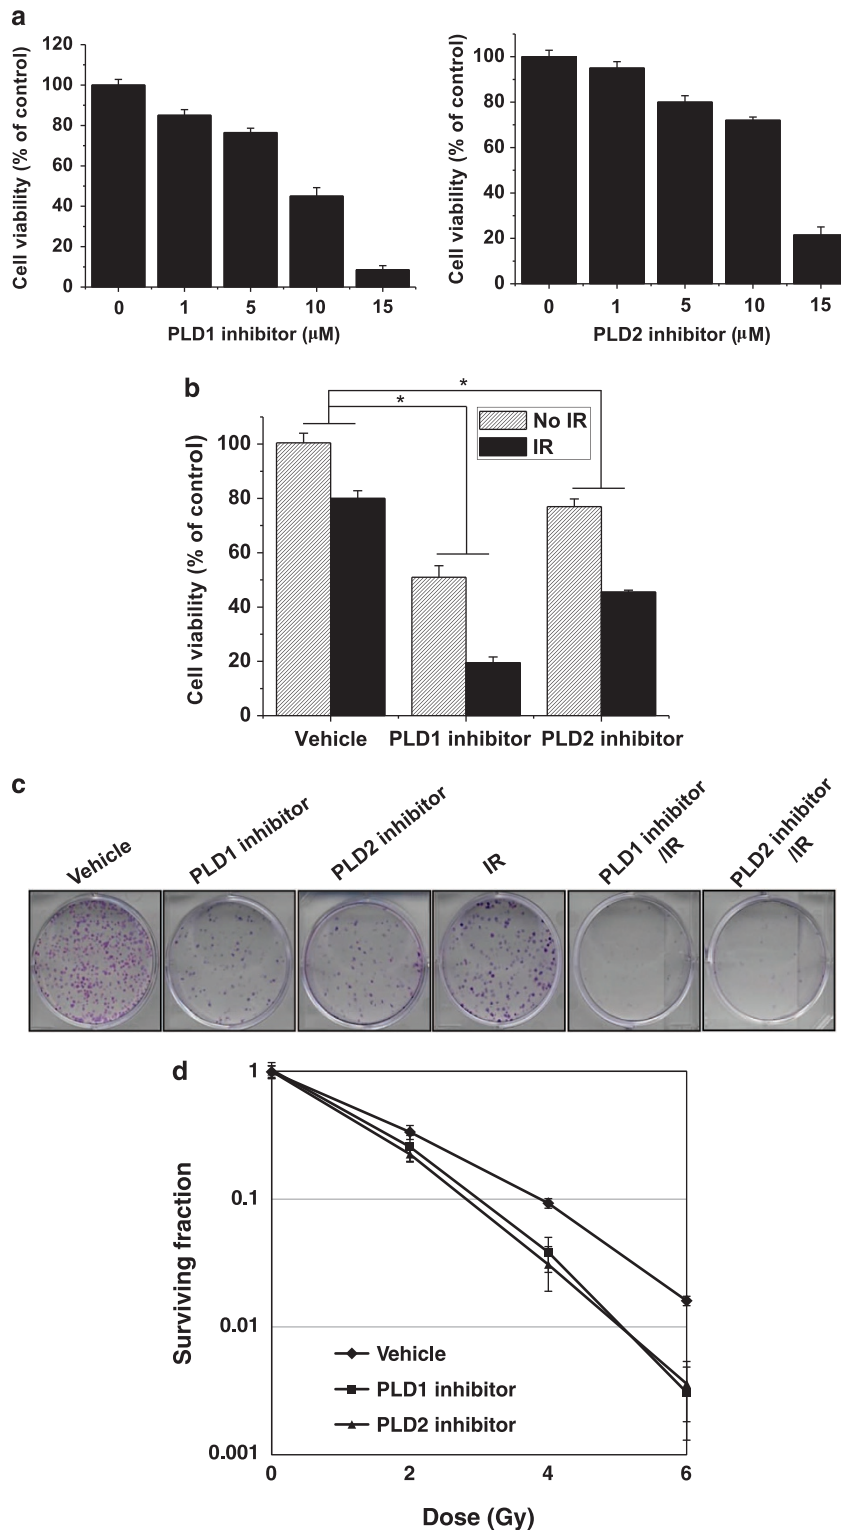 a
Cell viability (% of control)
120
100
80
60
40
20
0
0 1 5 10 15
PLD1 inhibitor (μM)
Cell viability (% of control)
100
80
60
40
20
0
0 1 5 10 15
PLD2 inhibitor (μM)
b
Cell viability (% of control)
100
80
60
40
20
0
*
*
No IR
IR
Vehicle PLD1 inhibitor PLD2 inhibitor
c
Vehicle
PLD1 inhibitor
PLD2 inhibitor
IR
PLD1 inhibitor
/IR
PLD2 inhibitor
/IR
d
Surviving fraction
1
0.1
0.01
0.001
Vehicle
PLD1 inhibitor
PLD2 inhibitor
0 2 4 6
Dose (Gy)